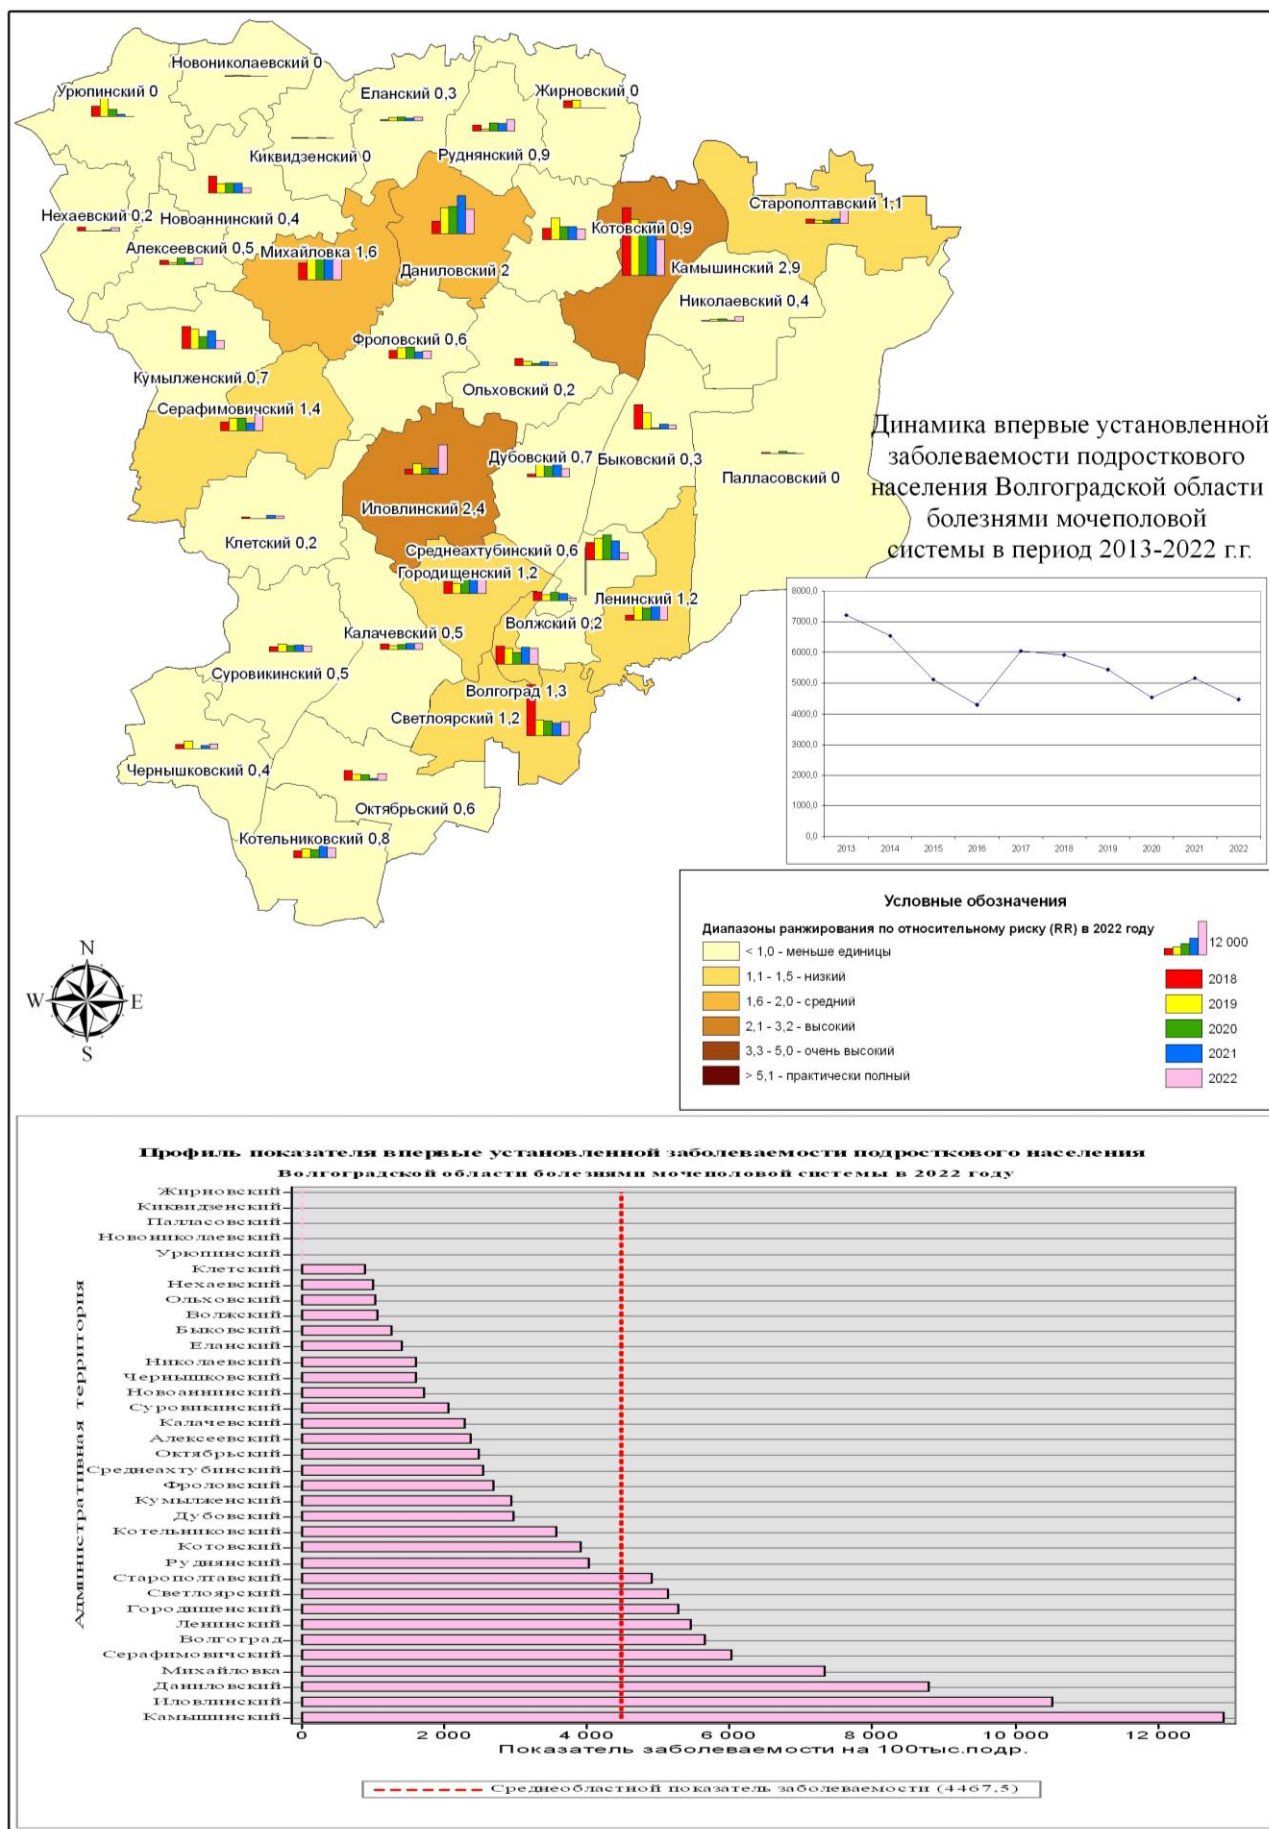 Новониколаевский 0
Урюпинский 0
Еланский 0,3
Жирновский 0
Киквидзенский 0
Руднянский 0,9
Нехаевский 0,2
Новоаннинский 0,4
Старополтавский 1,1
Алексеевский 0,5
Михайловка 1,6
Даниловский 2
Котовский 0,9
Камышинский 2,9
Николаевский 0,4
Фроловский 0,6
Кумылженский 0,7
Ольховский 0,2
Серафимовичский 1,4
Дубовский 0,7
Быковский 0,3
Палласовский 0
Иловлинский 2,4
Клетский 0,2
Среднеахтубинский 0,6
Городищенский 1,2
Ленинский 1,2
Волжский 0,2
Калачевский 0,5
Суровикинский 0,5
Волгоград 1,3
Светлоярский 1,2
Чернышковский 0,4
Октябрьский 0,6
Котельниковский 0,8
Динамика впервые установленной
заболеваемости подросткового
населения Волгоградской области
болезнями мочеполовой
системы в период 2013-2022 г.г.
8000,0
7000,0
6000,0
5000,0
4000,0
3000,0
2000,0
1000,0
0,0
2013 2014 2015 2016 2017 2018 2019 2020 2021 2022
N
W E
S
Условные обозначения
Диапазоны ранжирования по относительному риску (RR) в 2022 году
< 1,0 - меньше единицы
1,1 - 1,5 - низкий
1,6 - 2,0 - средний
2,1 - 3,2 - высокий
3,3 - 5,0 - очень высокий
> 5,1 - практически полный
12 000
2018
2019
2020
2021
2022
Профиль показателя впервые установленной заболеваемости подросткового населения
Волгоградской области болезнями мочеполовой системы в 2022 году
Административная территория
Жирновский
Киквидзенский
Палласовский
Новониколаевский
Урюпинский
Клетский
Нехаевский
Ольховский
Волжский
Быковский
Еланский
Николаевский
Чернышковский
Новоаннинский
Суровикинский
Калачевский
Алексеевский
Октябрьский
Среднеахтубинский
Фроловский
Кумылженский
Дубовский
Котельниковский
Котовский
Руднянский
Старополтавский
Светлоярский
Городишенский
Ленинский
Волгоград
Серафимовичский
Михайловка
Даниловский
Иловлинский
Камышинский
0 2 000 4 000 6 000 8 000 10 000 12 000
Показатель заболеваемости на 100тыс.подр.
Среднеобластной показатель заболеваемости (4467,5)